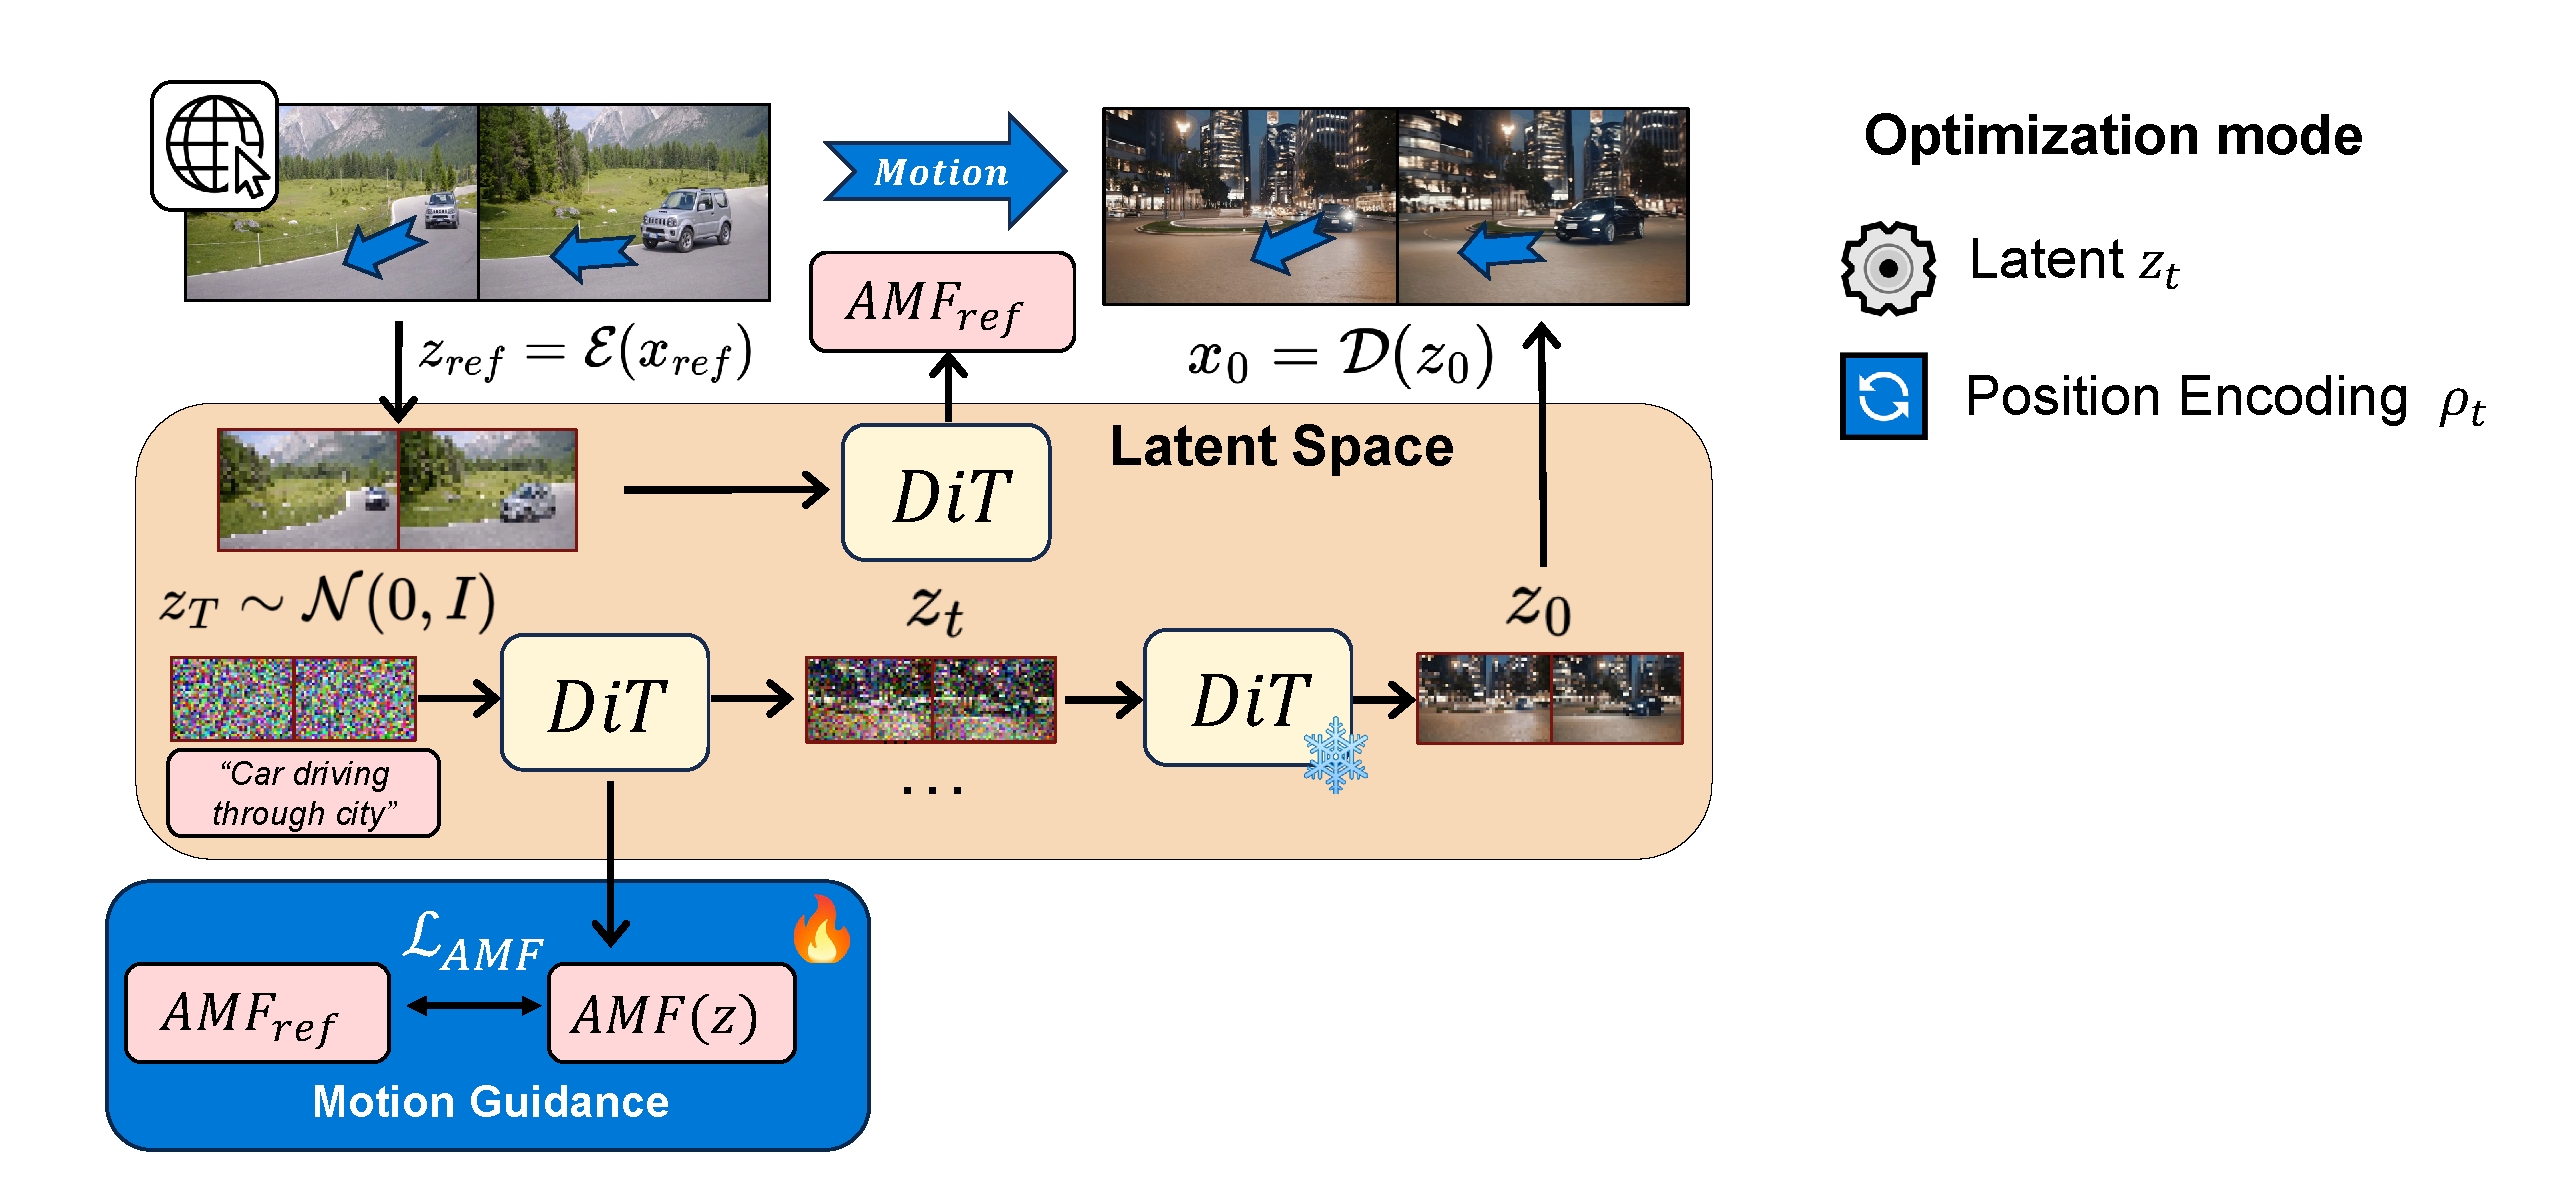 Motion
Optimization mode
Latent $z_t$
Position Encoding $\rho_t$
$AMF_{ref}$
$z_{ref} = \mathcal{E}(x_{ref})$
$x_0 = \mathcal{D}(z_0)$
Latent Space
DiT
$z_T \sim \mathcal{N}(0, I)$
$z_t$
$z_0$
DiT
DiT
“Car driving
through city”
...
$\mathcal{L}_{AMF}$
$AMF_{ref}$
$AMF(z)$
Motion Guidance